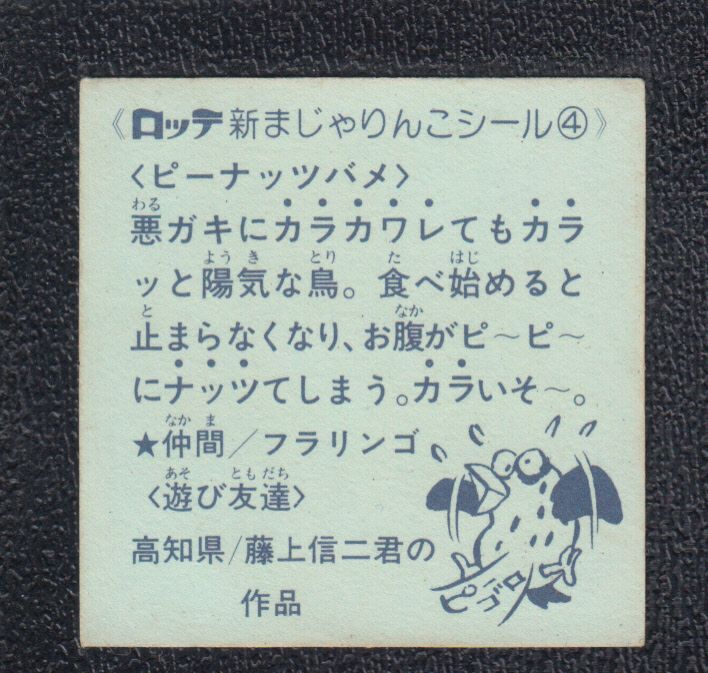 《ロッテ新まじゃりんこシール④》
〈ピーナッツバメ〉
悪ガキにカラカワレてもカラ
ッと陽気な鳥。食べ始めると
止まらなくなり、お腹がピ～ピ～
にナッツてしまう。カラいそ～。
★仲間/フラリンゴ
〈遊び友達〉
高知県/藤上信二君の
作品
ピゴロ